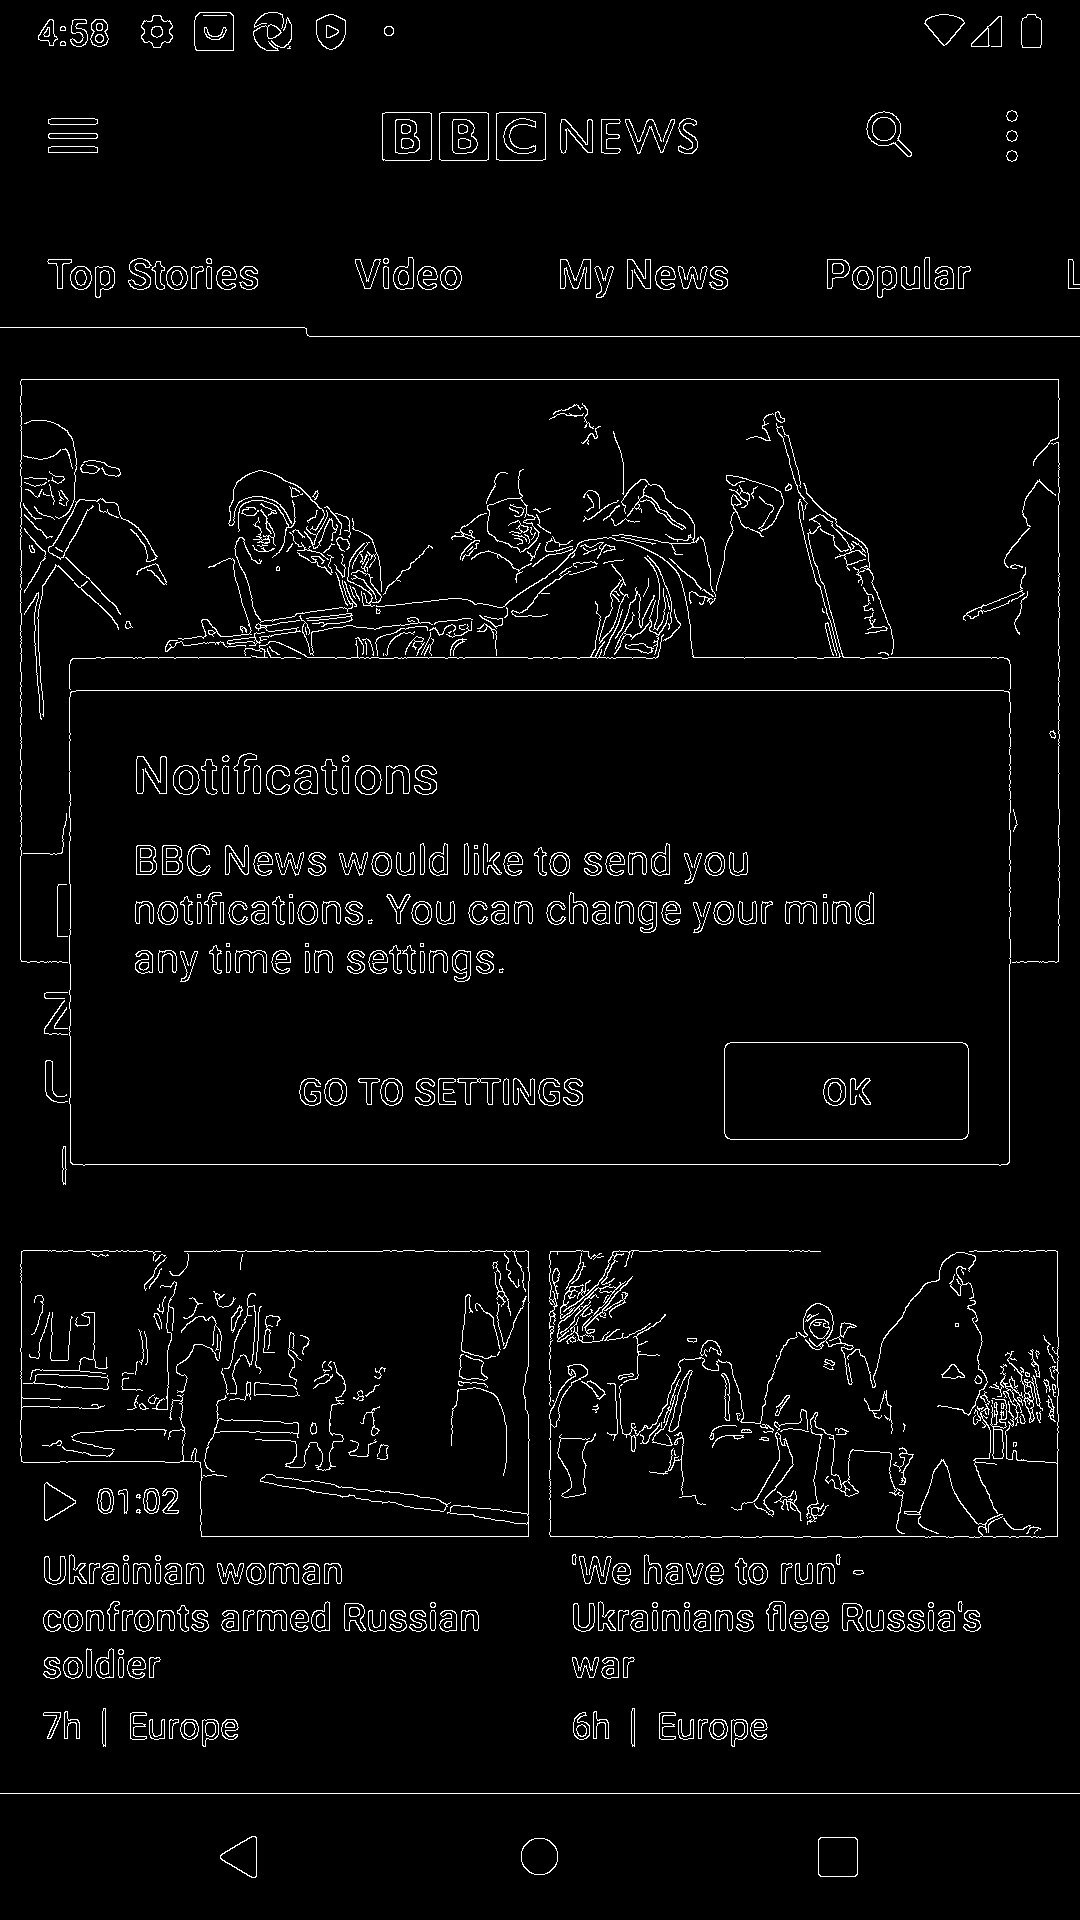 4:58
BBC NEWS
Top Stories Video My News Popular L
Notifications
BBC News would like to send you
notifications. You can change your mind
any time in settings.
Z
U
GO TO SETTINGS OK
01:02
Ukrainian woman
confronts armed Russian
soldier
7h | Europe
'We have to run' -
Ukrainians flee Russia's
war
6h | Europe